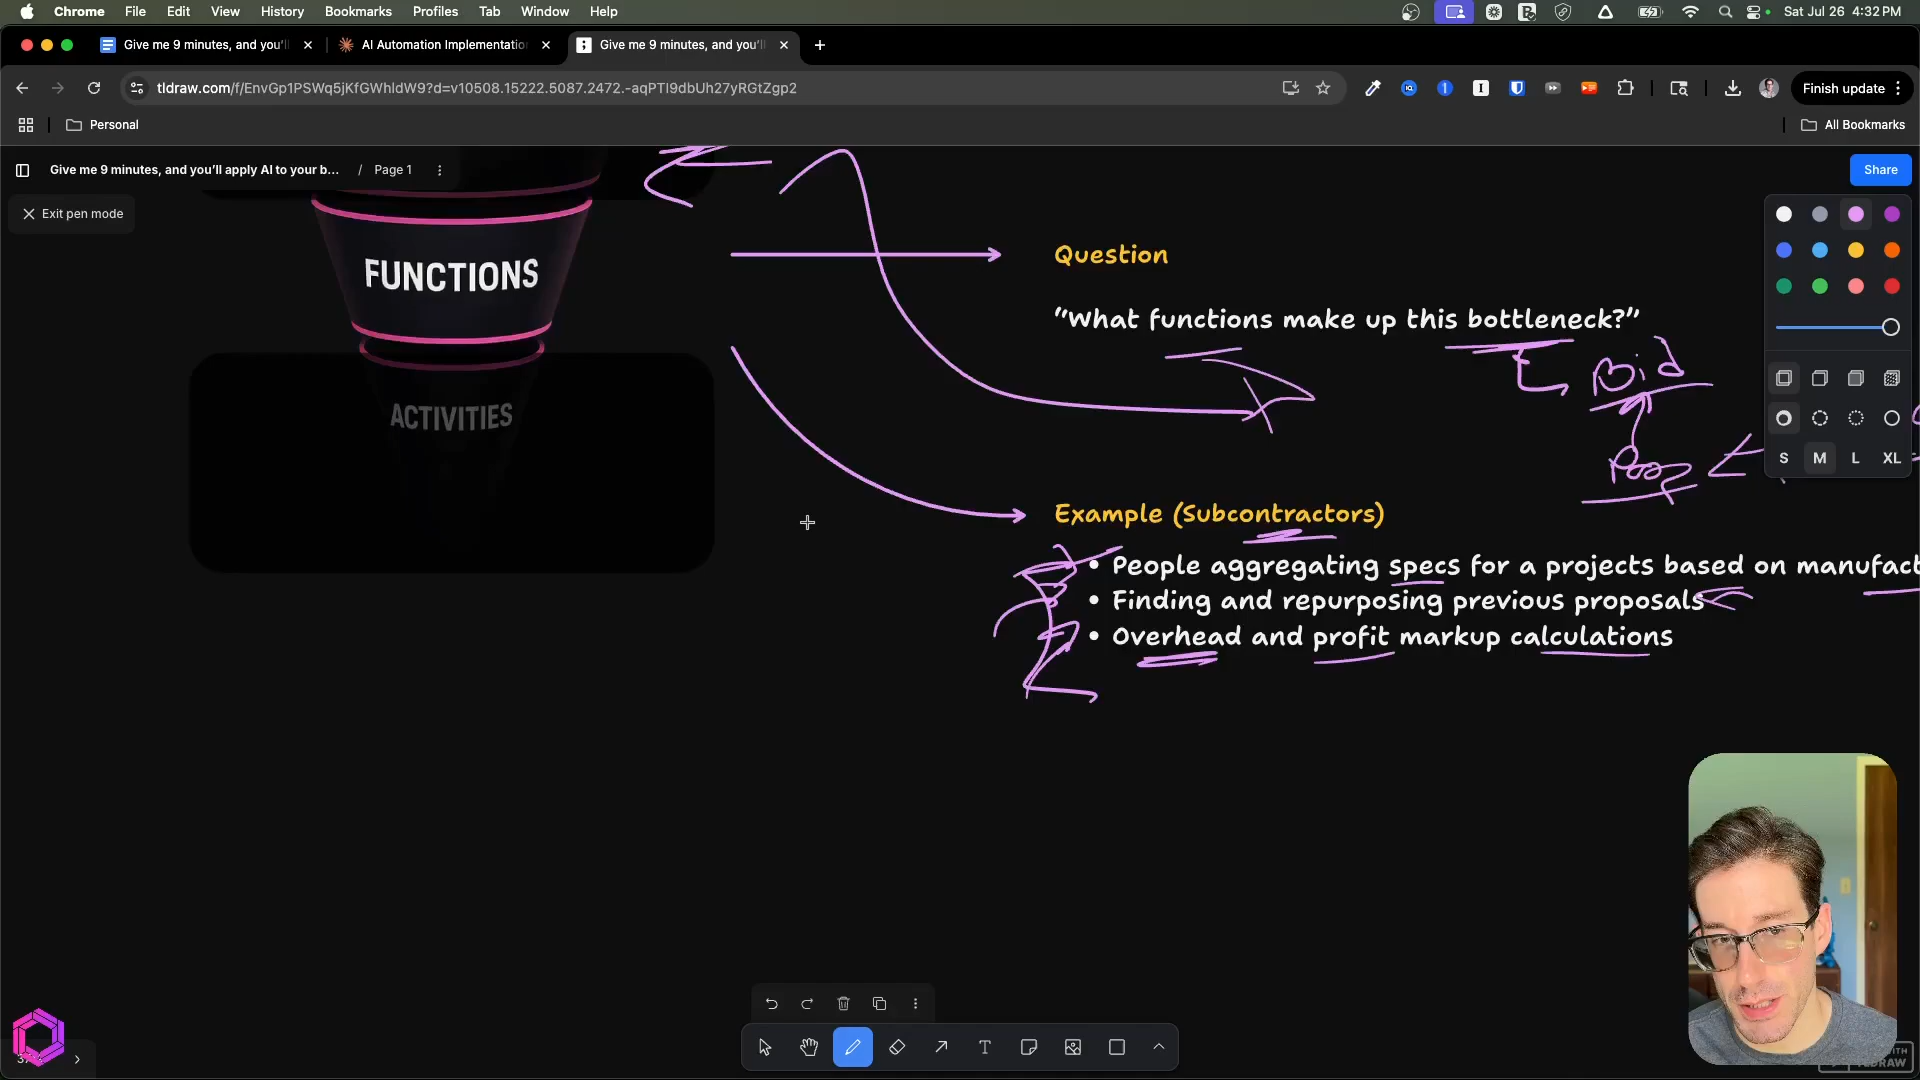 Chrome File Edit View History Bookmarks Profiles Tab Window Help
Sat Jul 26 4:32 PM
Give me 9 minutes, and you'l
AI Automation Implementatio
Give me 9 minutes, and you'l
tldraw.com/f/EnvGp1PSWq5jKfGWhldW9?d=v10508.15222.5087.2472.-aqPTl9dbUh27yRGtZgp2
Finish update
Personal
All Bookmarks
Give me 9 minutes, and you'll apply AI to your b... / Page 1
Share
Exit pen mode
FUNCTIONS
Question
"What functions make up this bottleneck?"
Bid
ACTIVITIES
S M L XL
Example (Subcontractors)
• People aggregating specs for a projects based on manufact
• Finding and repurposing previous proposals
• Overhead and profit markup calculations